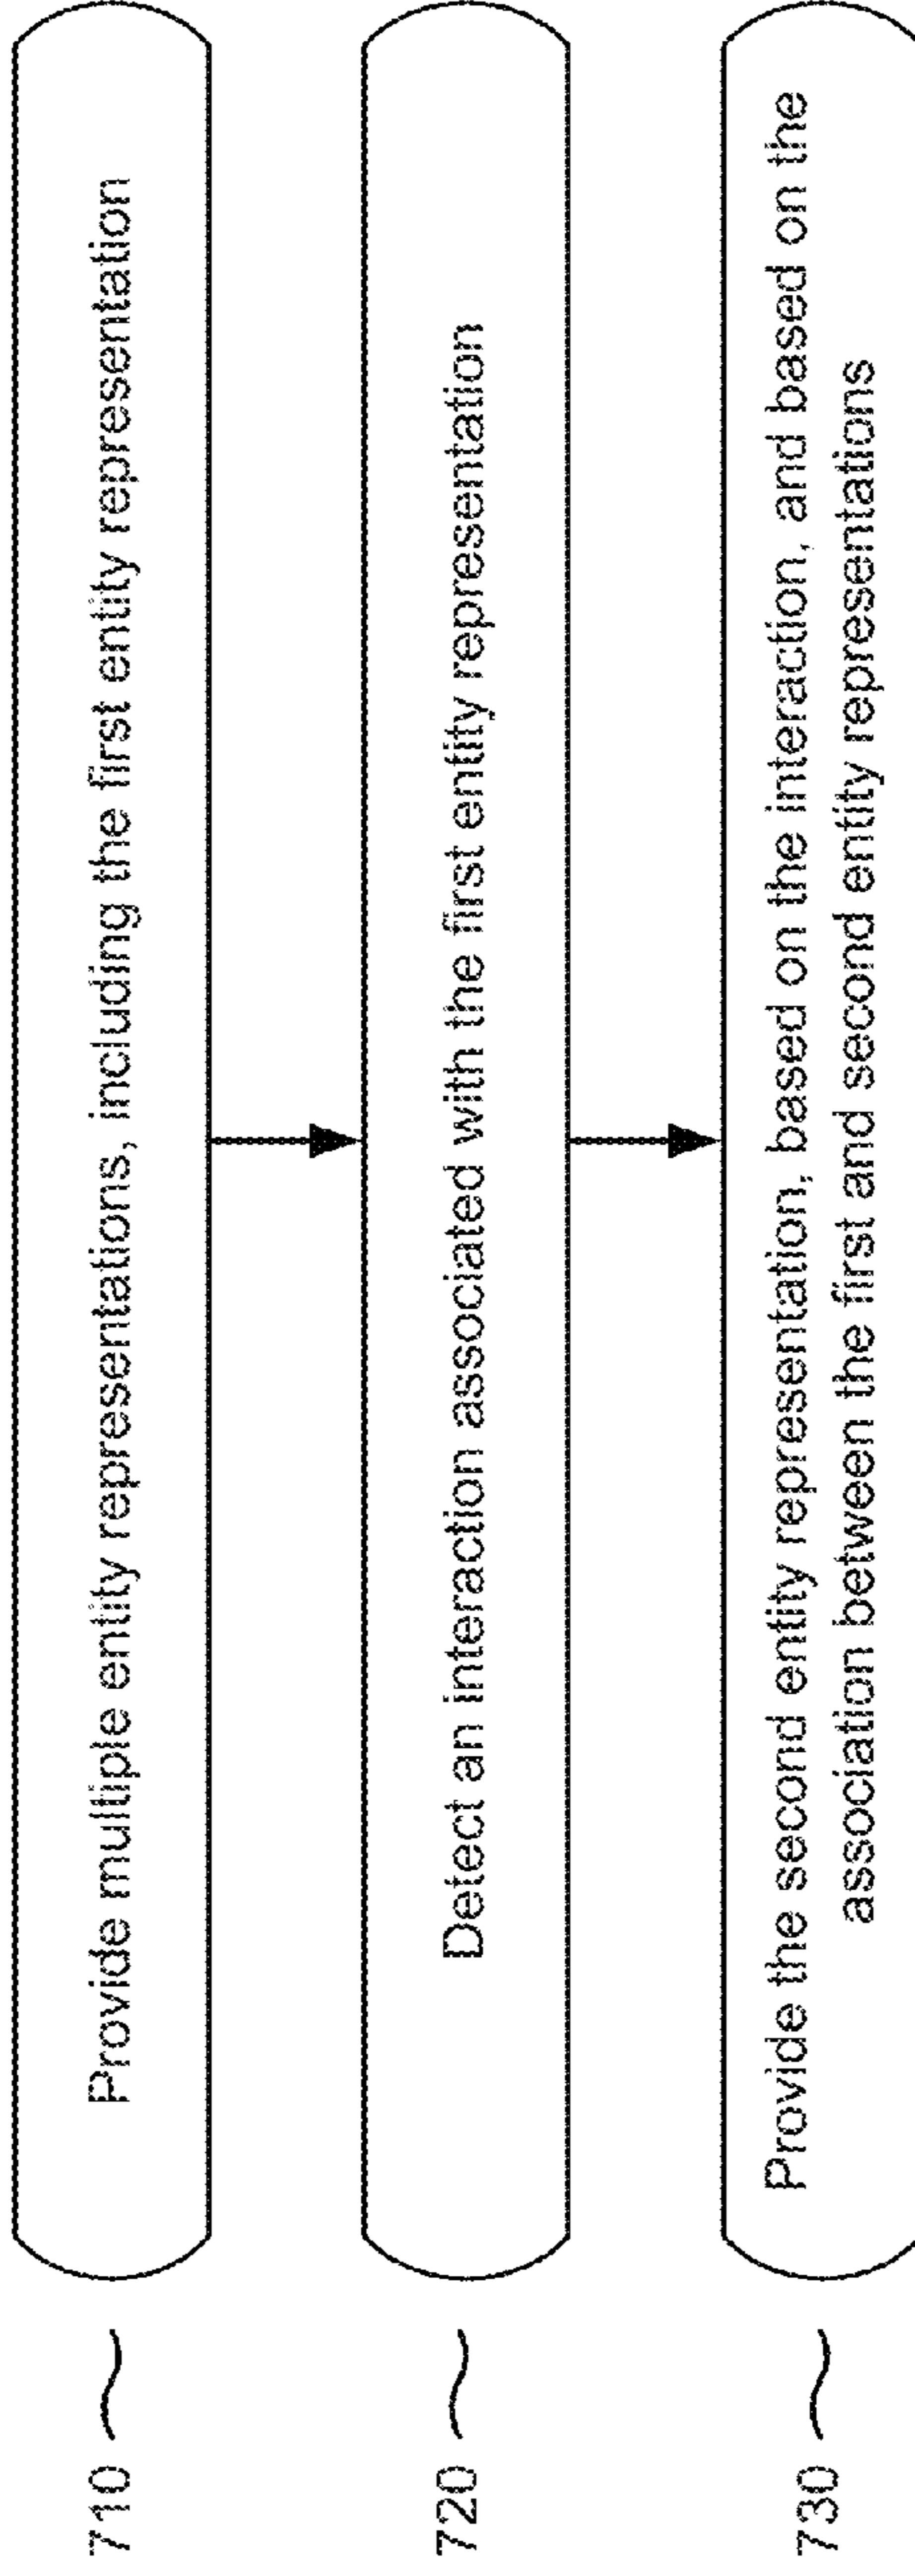 710
Provide multiple entity representations, including the first entity representation
720
Detect an interaction associated with the first entity representation
730
Provide the second entity representation, based on the interaction, and based on the
association between the first and second entity representations